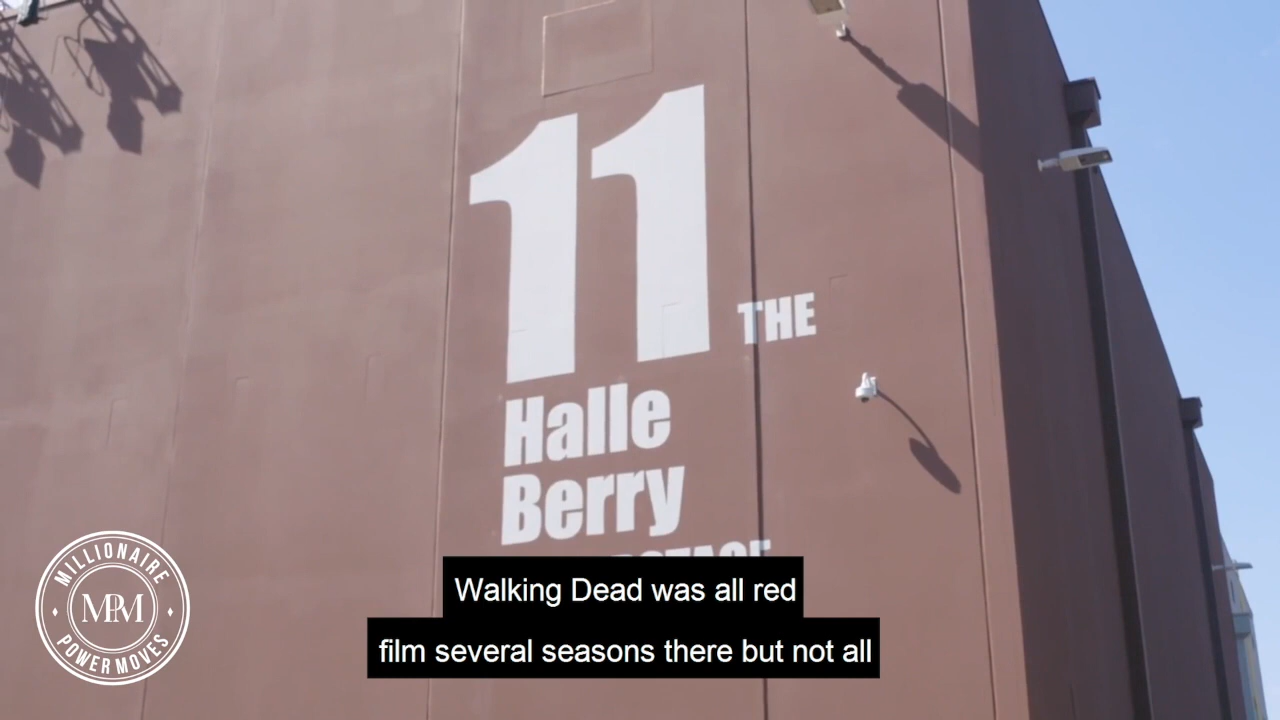 11 THE
Halle
Berry
Walking Dead was all red
film several seasons there but not all
MILLIONAIRE
MPM
POWER MOVES